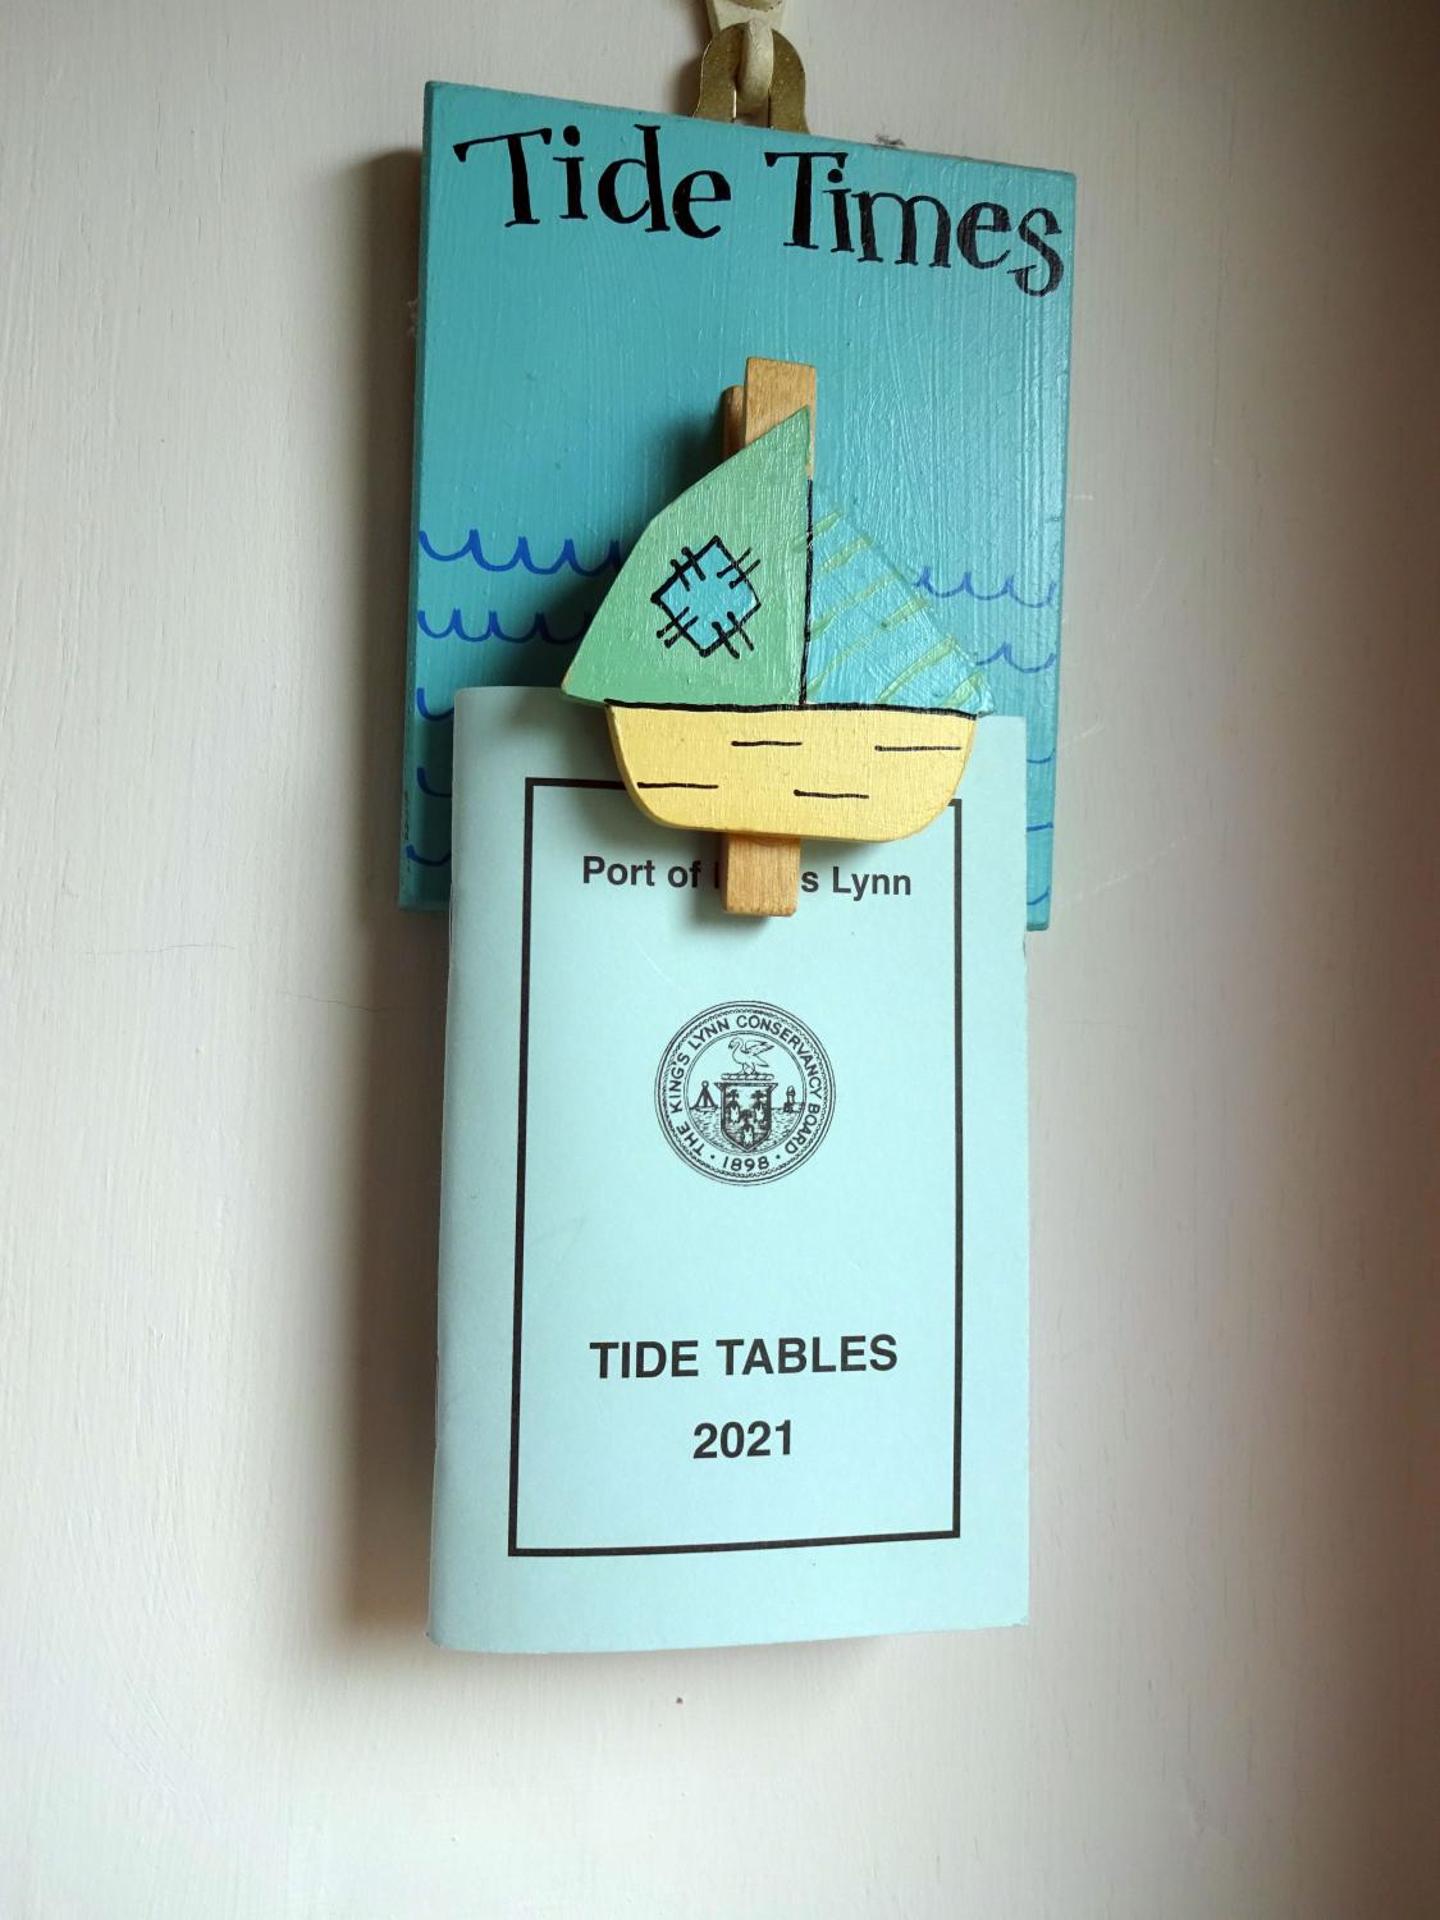 Tide Times
Port of s Lynn
THE KING'S LYNN CONSERVANCY BOARD
· 1898 ·
TIDE TABLES
2021